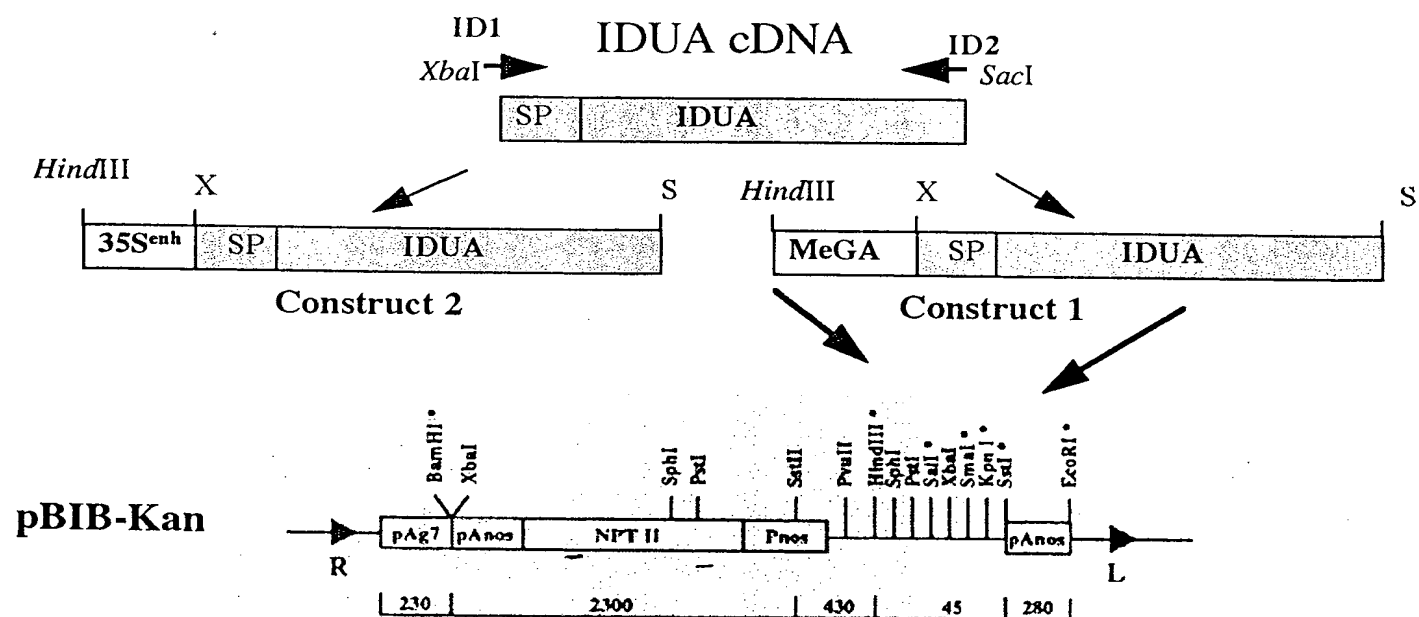 ID1 IDUA cDNA ID2
XbaI SacI
SP IDUA
HindIII X S HindIII X S
35Senh SP IDUA MeGA SP IDUA
Construct 2 Construct 1
BamHI* XbaI SphI PstI SstII PvuII HindIII* SphI PstI SalI* XbaI SmaI* KpnI* SstI* EcoRI*
pBIB-Kan
pAg7 pAnos NPT II Pnos pAnos
R L
230 2300 430 45 280